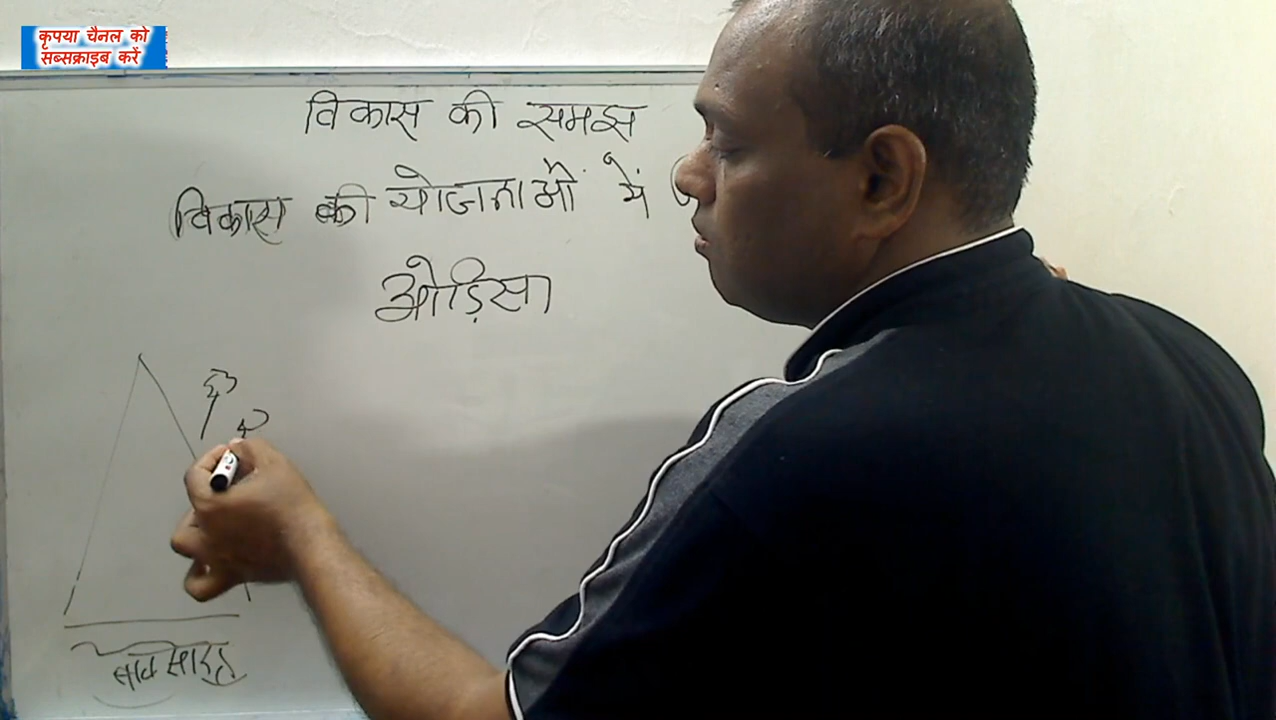 कृपया चैनल को
सब्सक्राइब करें
विकास की समझ
विकास की योजनाओं में
ओड़िसा